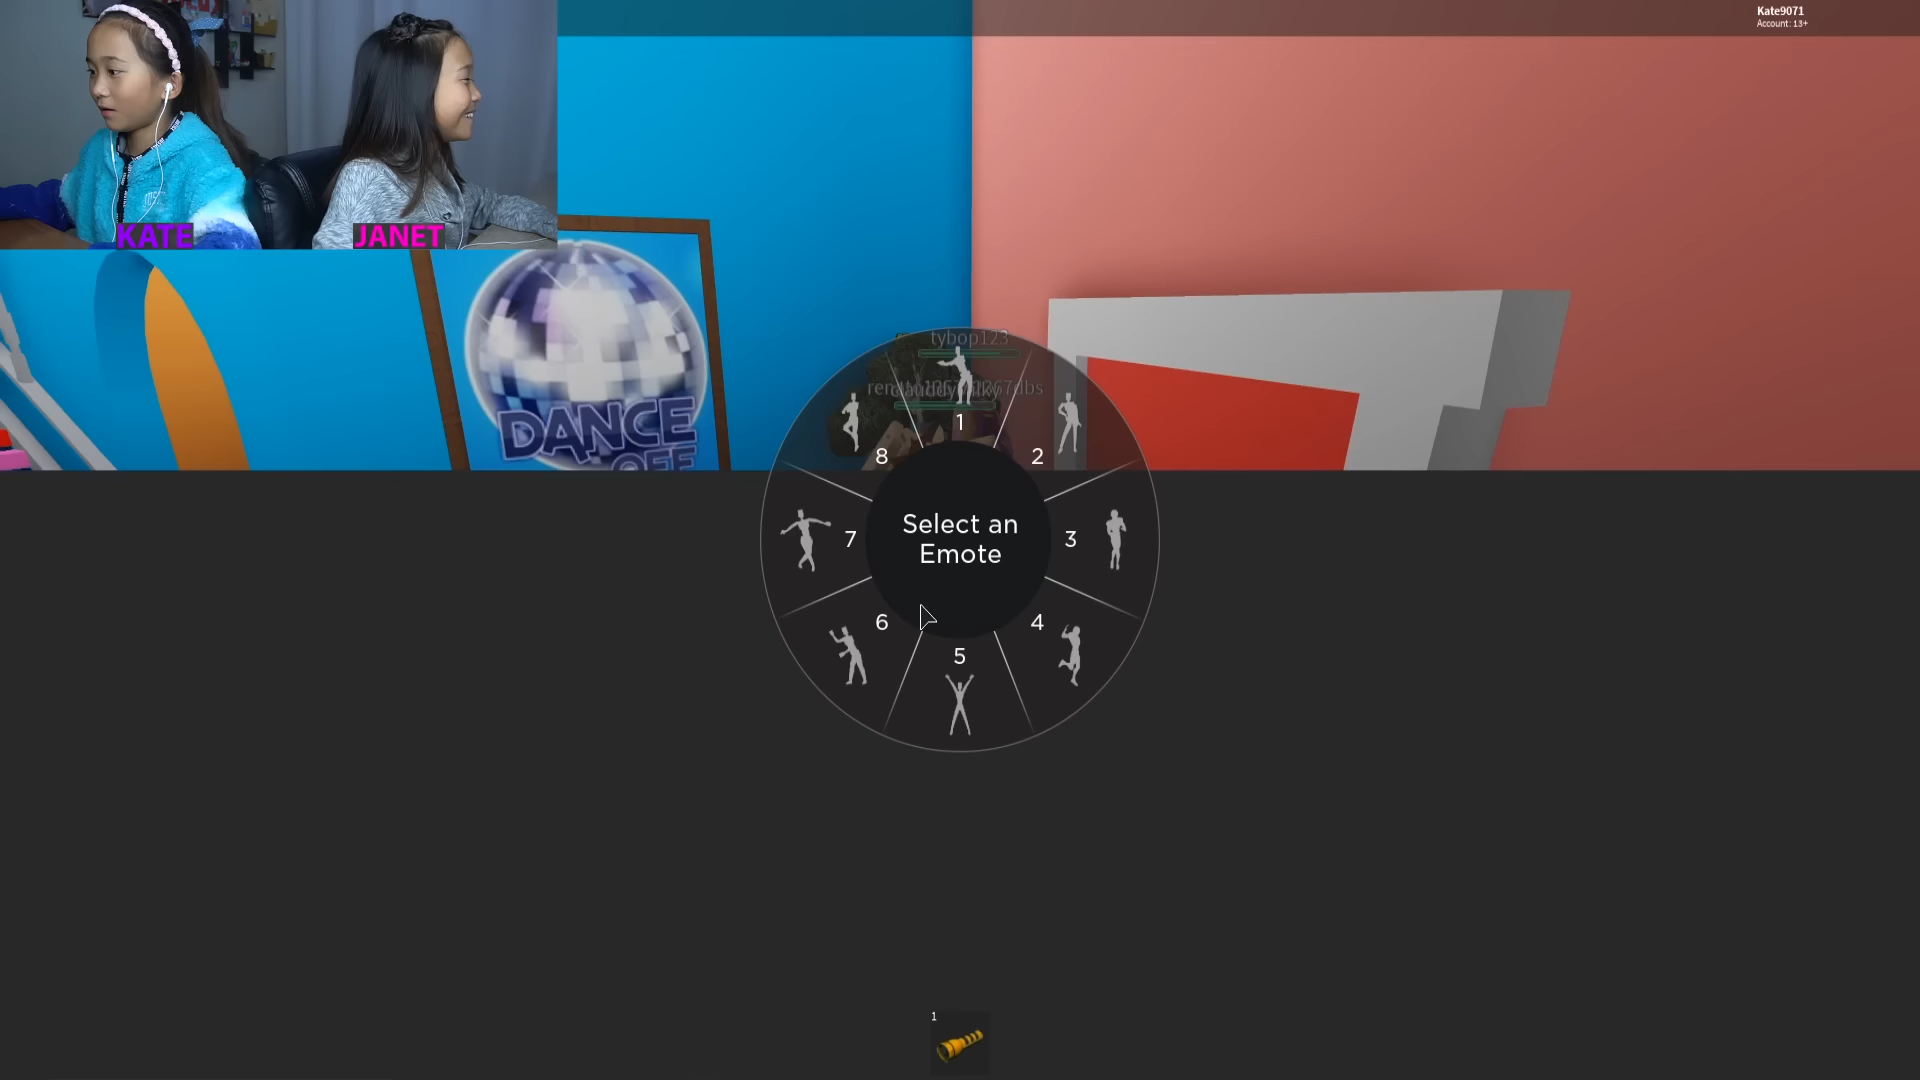 Kate9071
Account: 13+
KATE
JANET
DANCE
OFF
tybop123
1
2
3
4
5
6
7
8
Select an
Emote
1